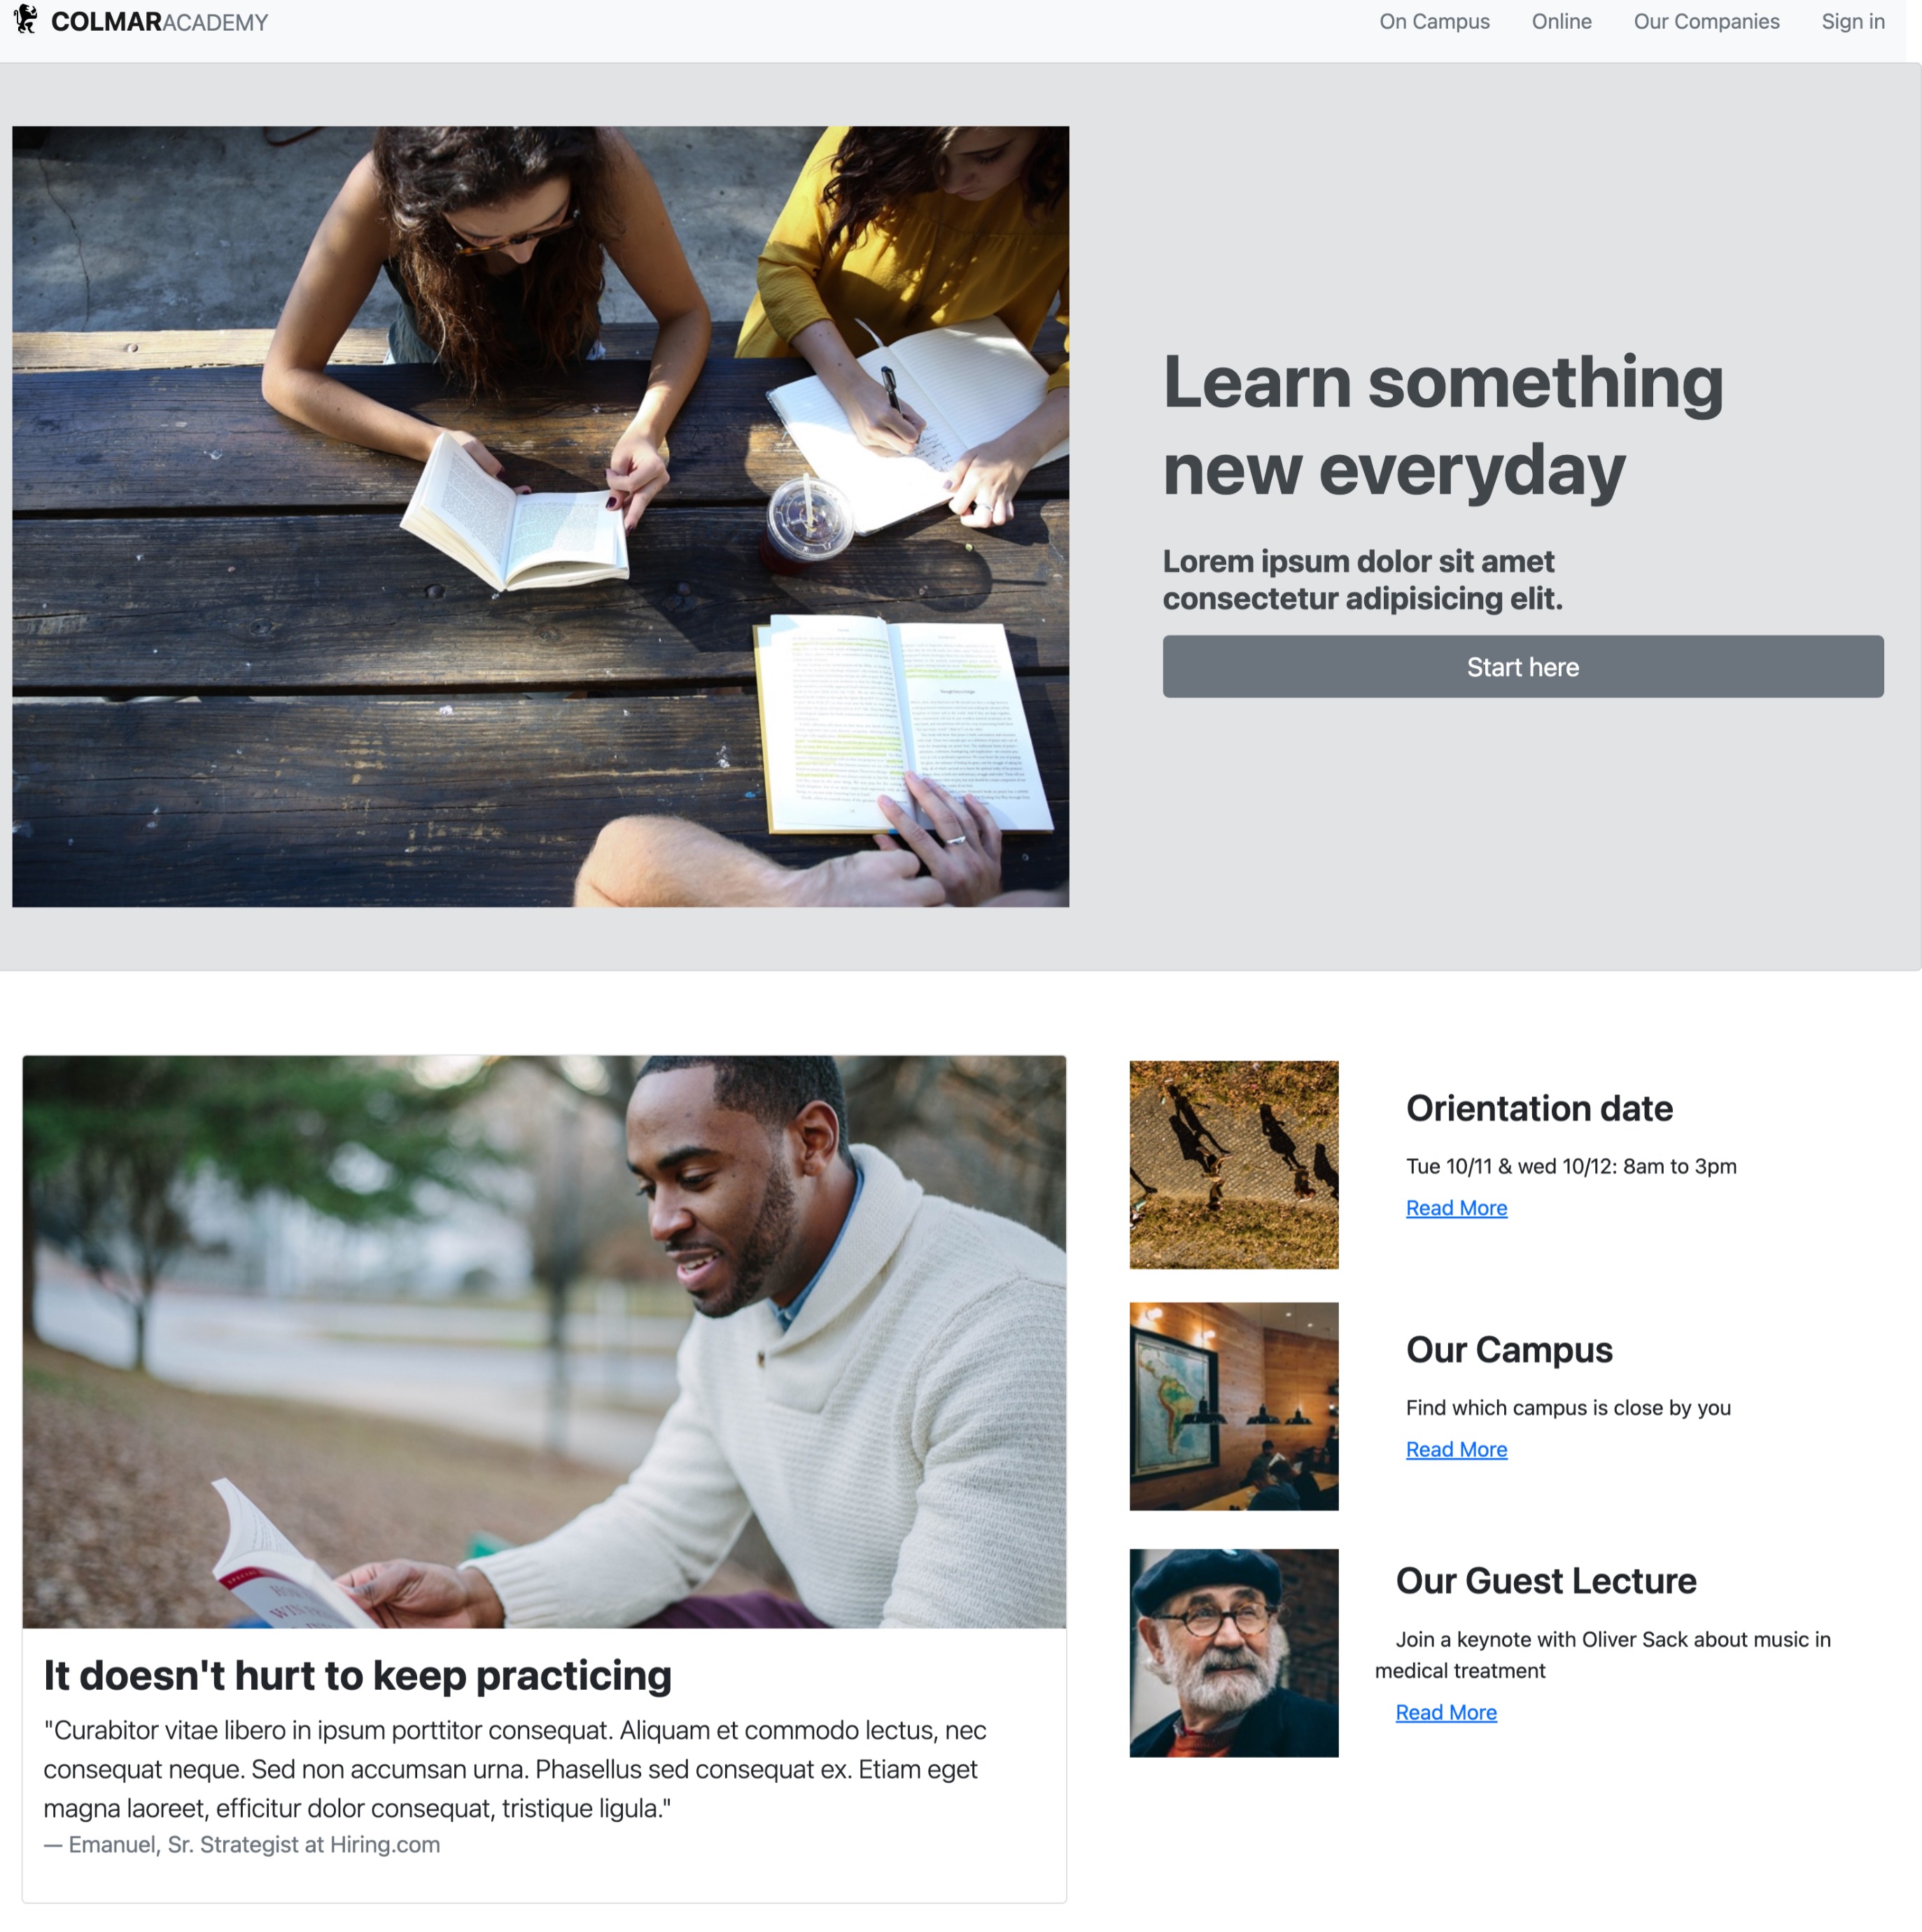 COLMARACADEMY
On Campus
Online
Our Companies
Sign in
Learn something
new everyday
Lorem ipsum dolor sit amet
consectetur adipisicing elit.
Start here
It doesn't hurt to keep practicing
"Curabitor vitae libero in ipsum porttitor consequat. Aliquam et commodo lectus, nec
consequat neque. Sed non accumsan urna. Phasellus sed consequat ex. Etiam eget
magna laoreet, efficitur dolor consequat, tristique ligula."
— Emanuel, Sr. Strategist at Hiring.com
Orientation date
Tue 10/11 & wed 10/12: 8am to 3pm
Read More
Our Campus
Find which campus is close by you
Read More
Our Guest Lecture
Join a keynote with Oliver Sack about music in
medical treatment
Read More